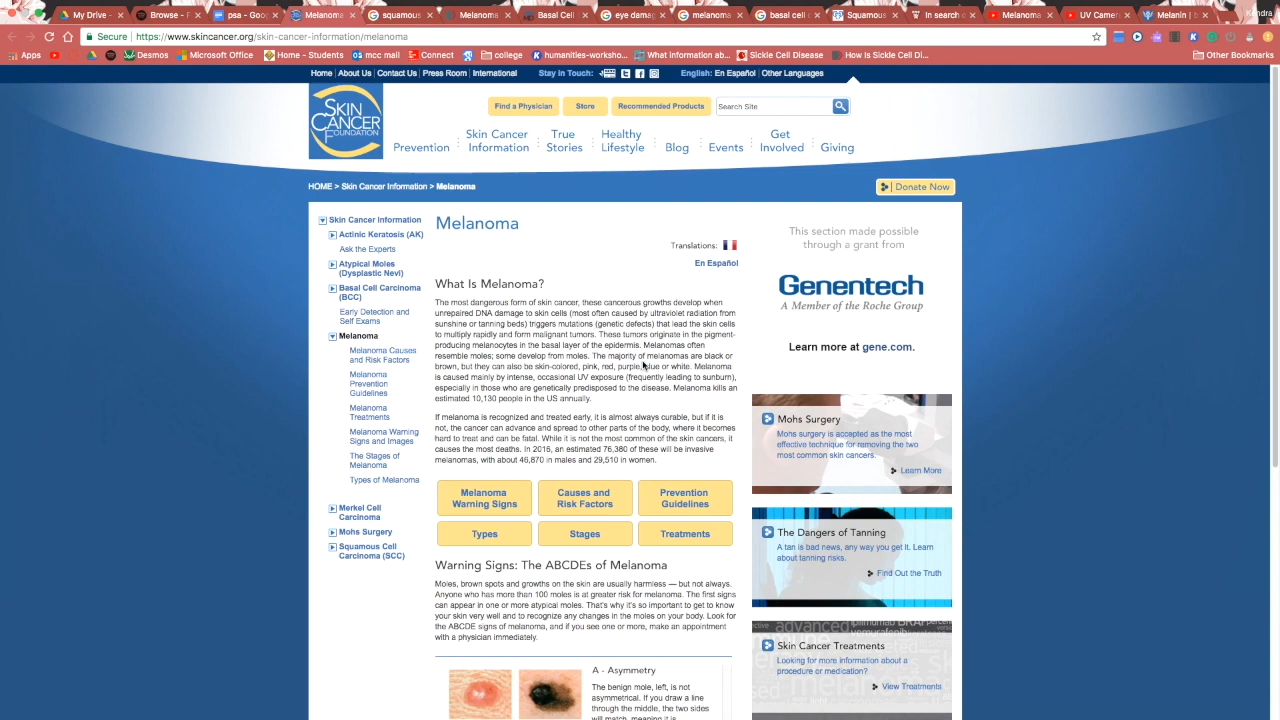 My Drive -
Browse - F
psa - Goog
Melanoma
squamous
Melanoma
Basal Cell
eye damag
melanoma
basal cell c
Squamous
In search o
Melanoma
UV Camer
Melanin | b
Kendra
Secure | https://www.skincancer.org/skin-cancer-information/melanoma
Apps
Desmos
Microsoft Office
Home - Students
mcc mail
Connect
college
humanities-worksho...
What information ab...
Sickle Cell Disease
How Is Sickle Cell Di...
Other Bookmarks
Home | About Us | Contact Us | Press Room | International
Stay In Touch:
English: En Español | Other Languages
Find a Physician
Store
Recommended Products
Search Site
SKIN
CANCER
FOUNDATION
Prevention
Skin Cancer
Information
True
Stories
Healthy
Lifestyle
Blog
Events
Get
Involved
Giving
HOME > Skin Cancer Information > Melanoma
Donate Now
Skin Cancer Information
Actinic Keratosis (AK)
Ask the Experts
Atypical Moles
(Dysplastic Nevi)
Basal Cell Carcinoma
(BCC)
Early Detection and
Self Exams
Melanoma
Melanoma Causes
and Risk Factors
Melanoma
Prevention
Guidelines
Melanoma
Treatments
Melanoma Warning
Signs and Images
The Stages of
Melanoma
Types of Melanoma
Merkel Cell
Carcinoma
Mohs Surgery
Squamous Cell
Carcinoma (SCC)
Melanoma
Translations:
En Español
What Is Melanoma?
The most dangerous form of skin cancer, these cancerous growths develop when
unrepaired DNA damage to skin cells (most often caused by ultraviolet radiation from
sunshine or tanning beds) triggers mutations (genetic defects) that lead the skin cells
to multiply rapidly and form malignant tumors. These tumors originate in the pigment-
producing melanocytes in the basal layer of the epidermis. Melanomas often
resemble moles; some develop from moles. The majority of melanomas are black or
brown, but they can also be skin-colored, pink, red, purple, blue or white. Melanoma
is caused mainly by intense, occasional UV exposure (frequently leading to sunburn),
especially in those who are genetically predisposed to the disease. Melanoma kills an
estimated 10,130 people in the US annually.
If melanoma is recognized and treated early, it is almost always curable, but if it is
not, the cancer can advance and spread to other parts of the body, where it becomes
hard to treat and can be fatal. While it is not the most common of the skin cancers, it
causes the most deaths. In 2016, an estimated 76,380 of these will be invasive
melanomas, with about 46,870 in males and 29,510 in women.
Melanoma
Warning Signs
Causes and
Risk Factors
Prevention
Guidelines
Types
Stages
Treatments
Warning Signs: The ABCDEs of Melanoma
Moles, brown spots and growths on the skin are usually harmless — but not always.
Anyone who has more than 100 moles is at greater risk for melanoma. The first signs
can appear in one or more atypical moles. That's why it's so important to get to know
your skin very well and to recognize any changes in the moles on your body. Look for
the ABCDE signs of melanoma, and if you see one or more, make an appointment
with a physician immediately.
A - Asymmetry
The benign mole, left, is not
asymmetrical. If you draw a line
through the middle, the two sides
will match, meaning it is
This section made possible
through a grant from
Genentech
A Member of the Roche Group
Learn more at gene.com.
Mohs Surgery
Mohs surgery is accepted as the most
effective technique for removing the two
most common skin cancers.
Learn More
The Dangers of Tanning
A tan is bad news, any way you get it. Learn
about tanning risks.
Find Out the Truth
Skin Cancer Treatments
Looking for more information about a
procedure or medication?
View Treatments